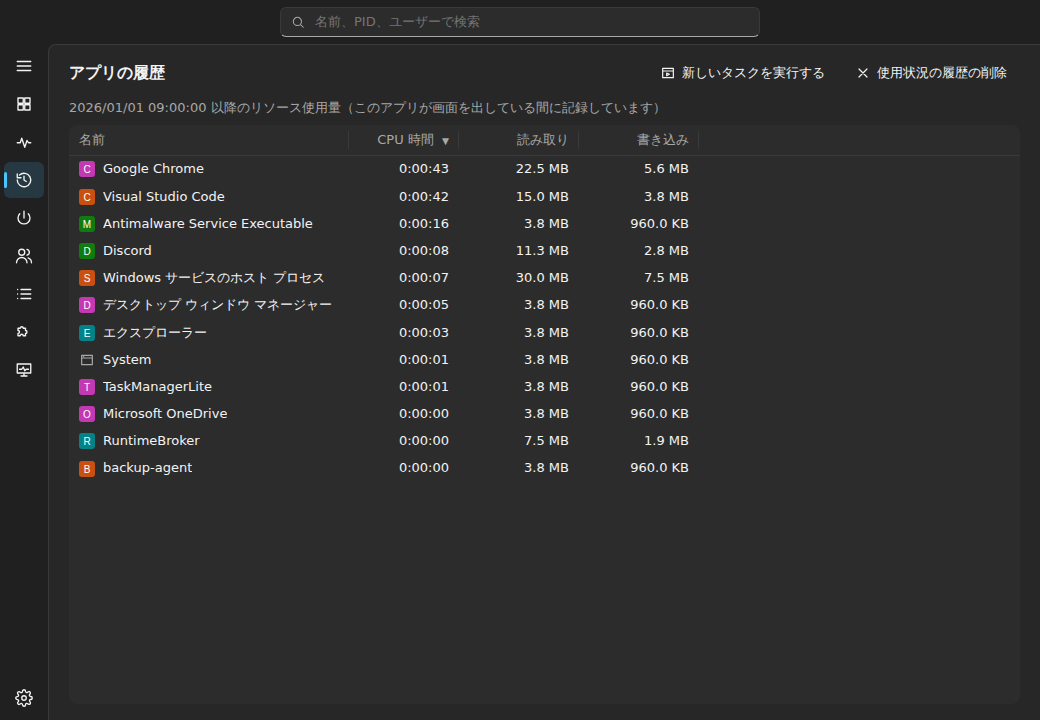 名前、PID、ユーザーで検索
アプリの履歴
新しいタスクを実行する
使用状況の履歴の削除
2026/01/01 09:00:00 以降のリソース使用量（このアプリが画面を出している間に記録しています）
名前 CPU 時間 ▼ 読み取り 書き込み
C Google Chrome 0:00:43 22.5 MB 5.6 MB
C Visual Studio Code 0:00:42 15.0 MB 3.8 MB
M Antimalware Service Executable 0:00:16 3.8 MB 960.0 KB
D Discord 0:00:08 11.3 MB 2.8 MB
S Windows サービスのホスト プロセス 0:00:07 30.0 MB 7.5 MB
D デスクトップ ウィンドウ マネージャー 0:00:05 3.8 MB 960.0 KB
E エクスプローラー 0:00:03 3.8 MB 960.0 KB
System 0:00:01 3.8 MB 960.0 KB
T TaskManagerLite 0:00:01 3.8 MB 960.0 KB
O Microsoft OneDrive 0:00:00 3.8 MB 960.0 KB
R RuntimeBroker 0:00:00 7.5 MB 1.9 MB
B backup-agent 0:00:00 3.8 MB 960.0 KB